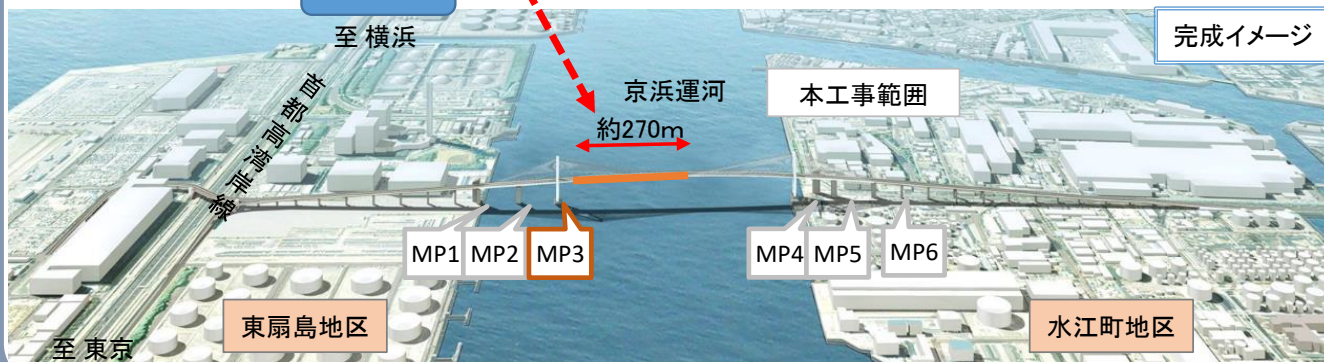 完成イメージ
至 横浜
首都高湾岸線
京浜運河
本工事範囲
約270m
MP1
MP2
MP3
MP4
MP5
MP6
東扇島地区
水江町地区
至 東京